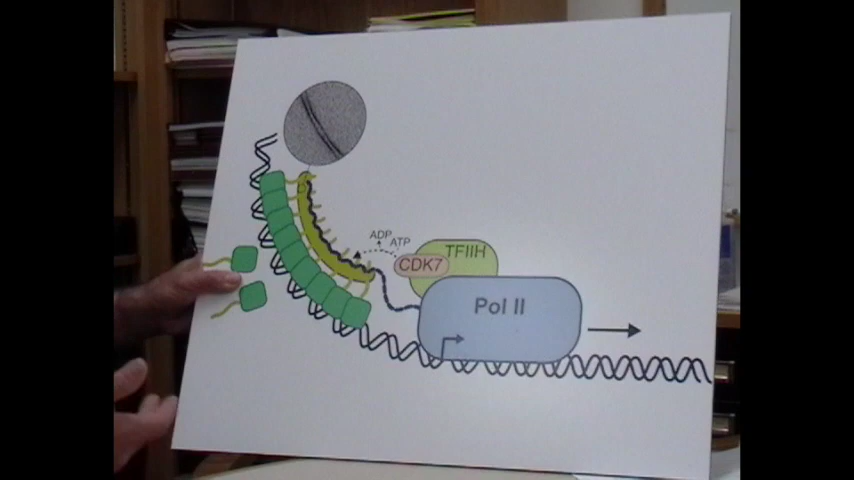 ADP
ATP
TFIIH
CDK7
Pol II